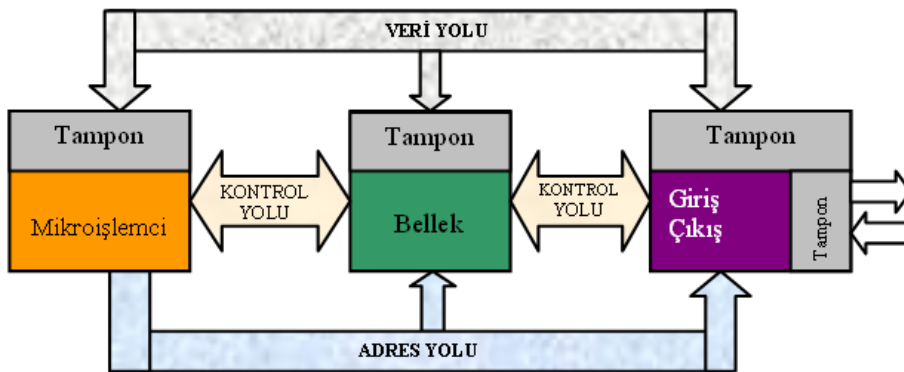 VERİ YOLU
Tampon
Tampon
Tampon
KONTROL
YOLU
KONTROL
YOLU
Mikroişlemci
Bellek
Giriş
Çıkış
Tampon
ADRES YOLU